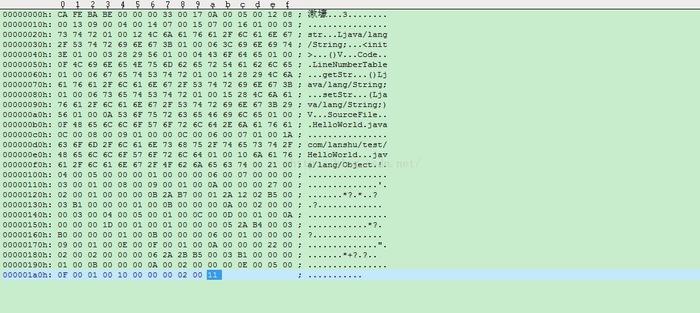 0 1 2 3 4 5 6 7 8 9 a b c d e f
00000000h: CA FE BA BE 00 00 00 33 00 17 0A 00 05 00 12 08 ; ...3........
00000010h: 00 13 09 00 04 00 14 07 00 15 07 00 16 01 00 03 ; ................
00000020h: 73 74 72 01 00 12 4C 6A 61 76 61 2F 6C 61 6E 67 ; str...Ljava/lang
00000030h: 2F 53 74 72 69 6E 67 3B 01 00 06 3C 69 6E 69 74 ; /String;...<init
00000040h: 3E 01 00 03 28 29 56 01 00 04 43 6F 64 65 01 00 ; >...()V...Code..
00000050h: 0F 4C 69 6E 65 4E 75 6D 62 65 72 54 61 62 6C 65 ; .LineNumberTable
00000060h: 01 00 06 67 65 74 53 74 72 01 00 14 28 29 4C 6A ; ...getStr...()Lj
00000070h: 61 76 61 2F 6C 61 6E 67 2F 53 74 72 69 6E 67 3B ; ava/lang/String;
00000080h: 01 00 06 73 65 74 53 74 72 01 00 15 28 4C 6A 61 ; ...setStr...(Lja
00000090h: 76 61 2F 6C 61 6E 67 2F 53 74 72 69 6E 67 3B 29 ; va/lang/String;)
000000a0h: 56 01 00 0A 53 6F 75 72 63 65 46 69 6C 65 01 00 ; V...SourceFile..
000000b0h: 0F 48 65 6C 6C 6F 57 6F 72 6C 64 2E 6A 61 76 61 ; .HelloWorld.java
000000c0h: 0C 00 08 00 09 01 00 00 0C 00 06 00 07 01 00 1A ; ................
000000d0h: 63 6F 6D 2F 6C 61 6E 73 68 75 2F 74 65 73 74 2F ; com/lanshu/test/
000000e0h: 48 65 6C 6C 6F 57 6F 72 6C 64 01 00 10 6A 61 76 ; HelloWorld...jav
000000f0h: 61 2F 6C 61 6E 67 2F 4F 62 6A 65 63 74 00 21 00 ; a/lang/Object.!.
00000100h: 04 00 05 00 00 00 01 00 00 00 06 00 07 00 00 00 ; ................
00000110h: 03 00 01 00 08 00 09 00 01 00 0A 00 00 00 27 00 ; ..............'.
00000120h: 02 00 01 00 00 00 0B 2A B7 00 01 2A 12 02 B5 00 ; .......*?.*..?
00000130h: 03 B1 00 00 00 01 00 0B 00 00 00 0A 00 02 00 00 ; .?..............
00000140h: 00 03 00 04 00 05 00 01 00 0C 00 0D 00 01 00 0A ; ................
00000150h: 00 00 00 1D 00 01 00 01 00 00 00 05 2A B4 00 03 ; ............*?.
00000160h: B0 00 00 00 01 00 0B 00 00 00 06 00 01 00 00 00 ; ?..............
00000170h: 09 00 01 00 0E 00 0F 00 01 00 0A 00 00 00 22 00 ; ..............".
00000180h: 02 00 02 00 00 00 06 2A 2B B5 00 03 B1 00 00 00 ; .......*+?.?..
00000190h: 01 00 0B 00 00 00 0A 00 02 00 00 00 0E 00 05 00 ; ................
000001a0h: 0F 00 01 00 10 00 00 00 02 00 11 ; ...........